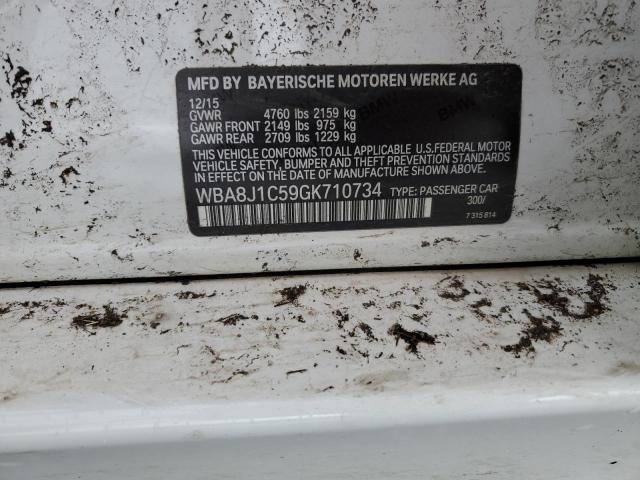 MFD BY BAYERISCHE MOTOREN WERKE AG
12/15
GVWR 4760 lbs 2159 kg
GAWR FRONT 2149 lbs 975 kg
GAWR REAR 2709 lbs 1229 kg
THIS VEHICLE CONFORMS TO ALL APPLICABLE U.S.FEDERAL MOTOR
VEHICLE SAFETY, BUMPER AND THEFT PREVENTION STANDARDS
IN EFFECT ON THE DATE OF MANUFACTURE SHOWN ABOVE.
WBA8J1C59GK710734 TYPE: PASSENGER CAR
300/
7 315 814